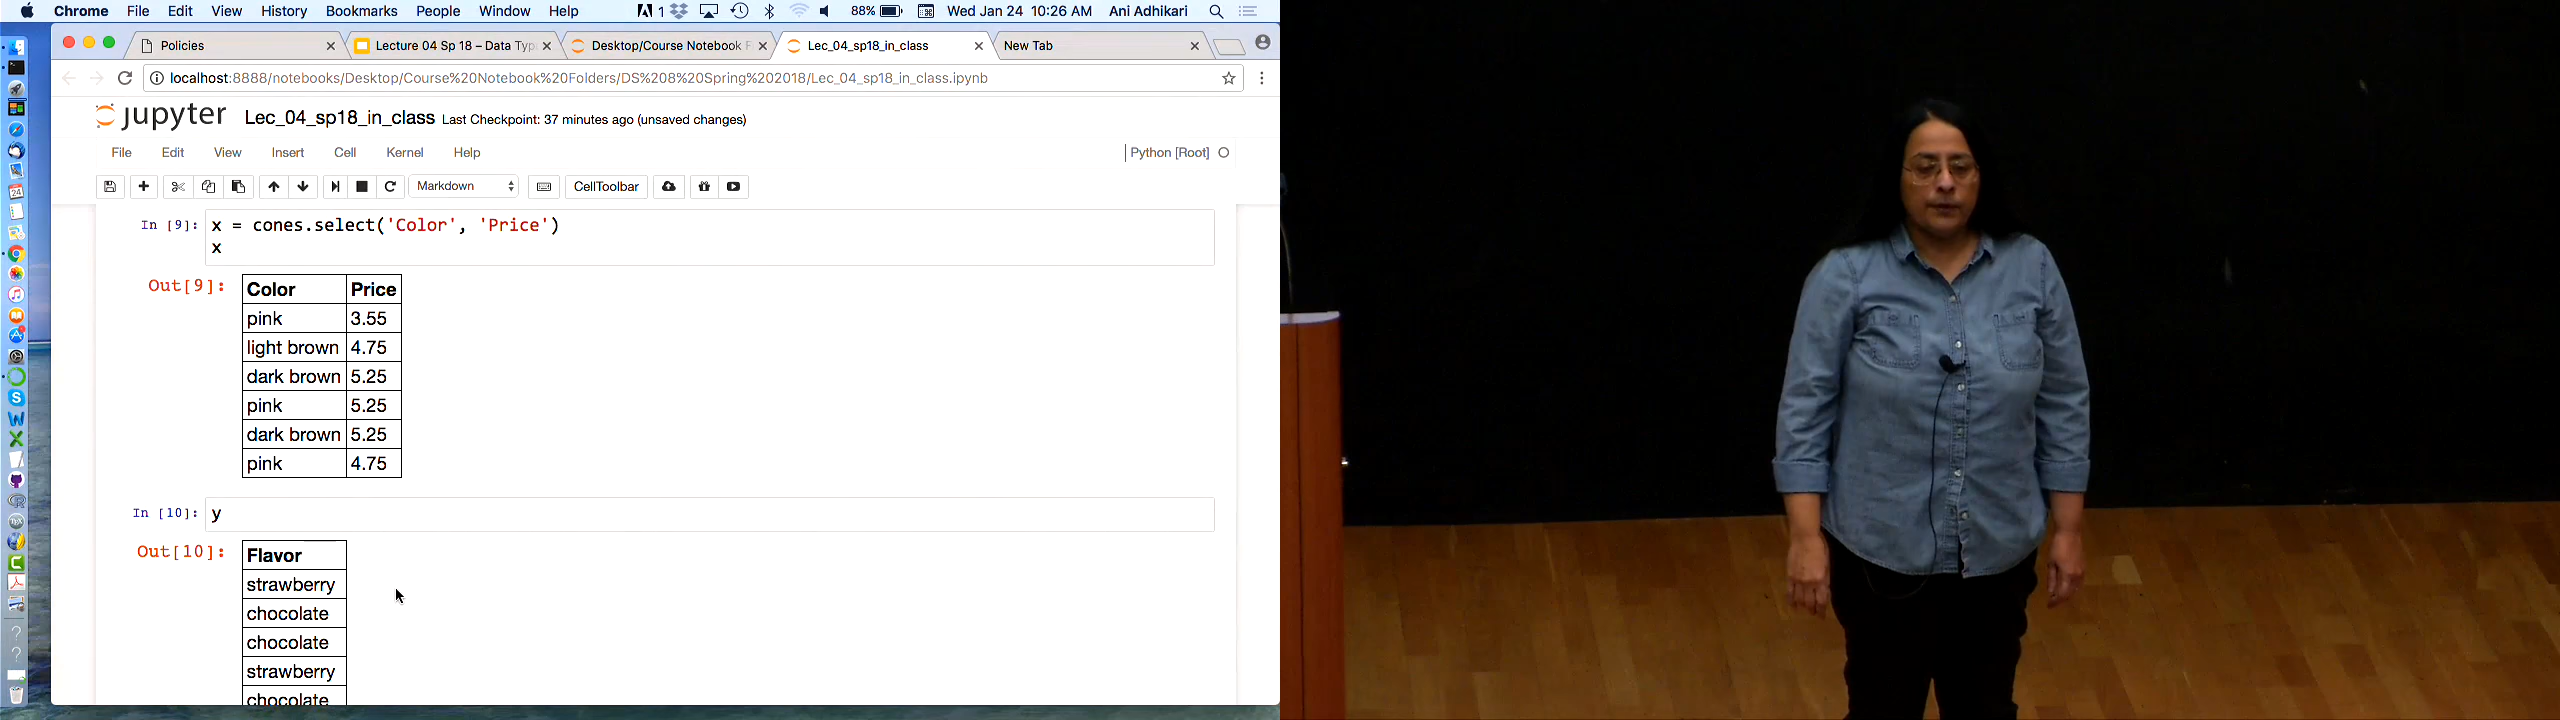 Chrome File Edit View History Bookmarks People Window Help 1 88% Wed Jan 24 10:26 AM Ani Adhikari
Policies Lecture 04 Sp 18 – Data Typ Desktop/Course Notebook F Lec_04_sp18_in_class New Tab
localhost:8888/notebooks/Desktop/Course%20Notebook%20Folders/DS%208%20Spring%202018/Lec_04_sp18_in_class.ipynb
jupyter Lec_04_sp18_in_class Last Checkpoint: 37 minutes ago (unsaved changes)
File Edit View Insert Cell Kernel Help Python [Root]
Markdown CellToolbar
In [9]: x = cones.select('Color', 'Price')
x
Out[9]: Color Price
pink 3.55
light brown 4.75
dark brown 5.25
pink 5.25
dark brown 5.25
pink 4.75
In [10]: y
Out[10]: Flavor
strawberry
chocolate
chocolate
strawberry
chocolate